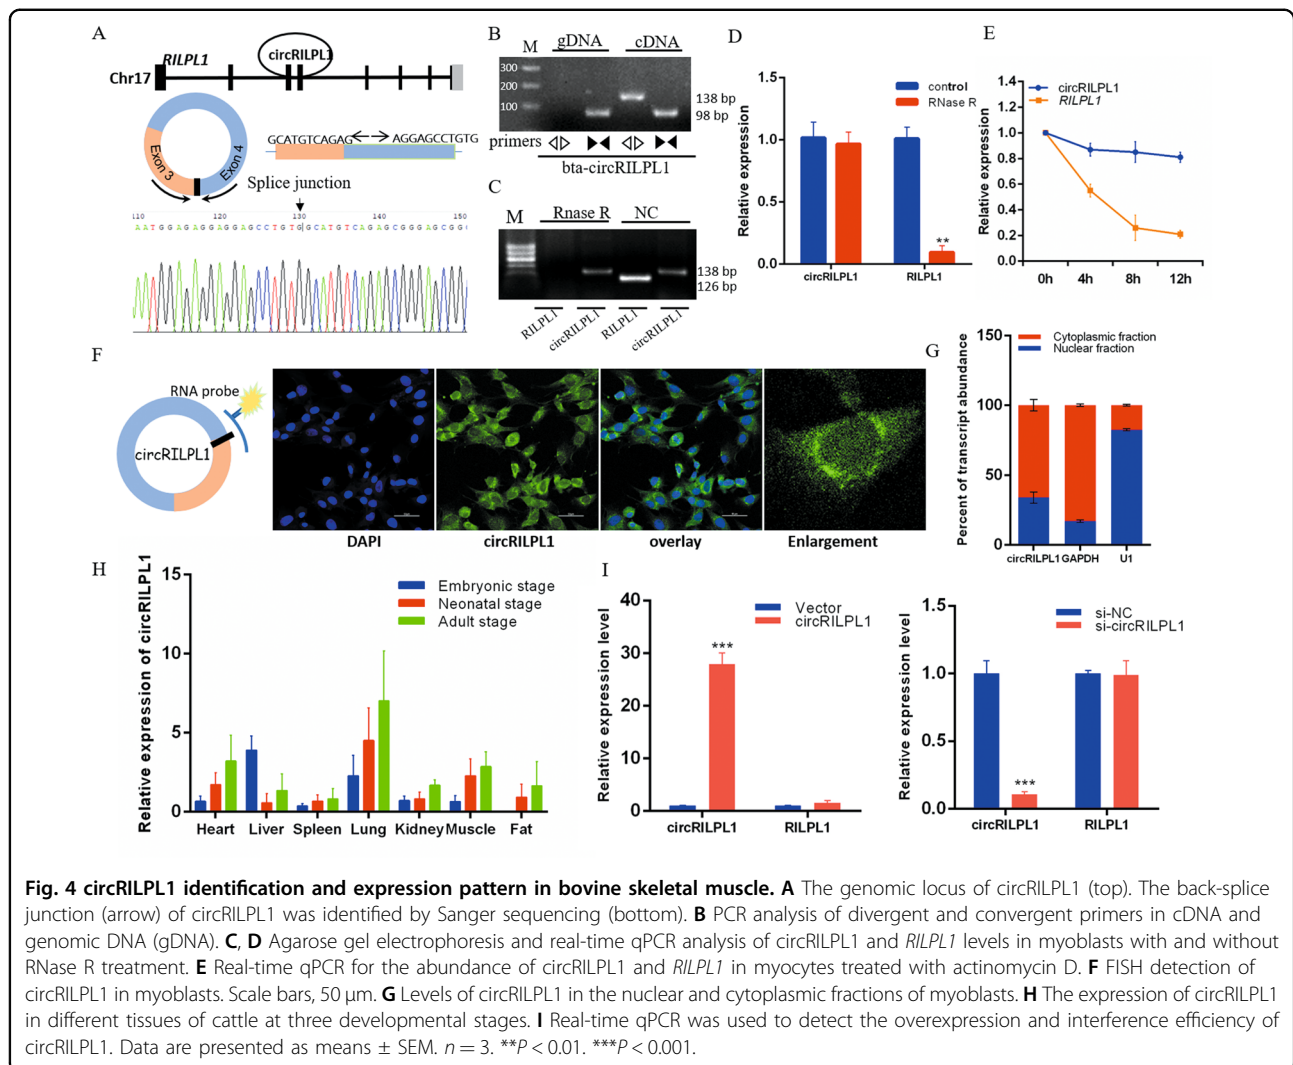 A
RILPL1
circRILPL1
Chr17
Exon 3
Exon 4
GCATGTCAGAG
AGGAGCCTGTG
Splice junction
110 120 130 140 150
AATGGAGAGGAGGAGCCTGTGGCATGTCAGAGCGGGAGCGG
B
gDNA cDNA
M
300
200
100
138 bp
98 bp
primers
bta-circRILPL1
C
Rnase R NC
M
138 bp
126 bp
RILPL1
circRILPL1
RILPL1
circRILPL1
D
Relative expression
1.5
1.0
0.5
0.0
control
RNase R
**
circRILPL1 RILPL1
E
Relative expression
1.4
1.2
1.0
0.8
0.6
0.4
0.2
0.0
circRILPL1
RILPL1
0h 4h 8h 12h
F
RNA probe
circRILPL1
DAPI circRILPL1 overlay Enlargement
G
Percent of transcript abundance
150
100
50
0
Cytoplasmic fraction
Nuclear fraction
circRILPL1 GAPDH U1
H
Relative expression of circRILPL1
15
10
5
0
Embryonic stage
Neonatal stage
Adult stage
Heart Liver Spleen Lung Kidney Muscle Fat
I
Relative expression level
40
30
20
10
0
Vector
circRILPL1
***
circRILPL1 RILPL1
Relative expression level
1.5
1.0
0.5
0.0
si-NC
si-circRILPL1
***
circRILPL1 RILPL1
Fig. 4 circRILPL1 identification and expression pattern in bovine skeletal muscle. A The genomic locus of circRILPL1 (top). The back-splice
junction (arrow) of circRILPL1 was identified by Sanger sequencing (bottom). B PCR analysis of divergent and convergent primers in cDNA and
genomic DNA (gDNA). C, D Agarose gel electrophoresis and real-time qPCR analysis of circRILPL1 and RILPL1 levels in myoblasts with and without
RNase R treatment. E Real-time qPCR for the abundance of circRILPL1 and RILPL1 in myocytes treated with actinomycin D. F FISH detection of
circRILPL1 in myoblasts. Scale bars, 50 μm. G Levels of circRILPL1 in the nuclear and cytoplasmic fractions of myoblasts. H The expression of circRILPL1
in different tissues of cattle at three developmental stages. I Real-time qPCR was used to detect the overexpression and interference efficiency of
circRILPL1. Data are presented as means ± SEM. n = 3. **P < 0.01. ***P < 0.001.